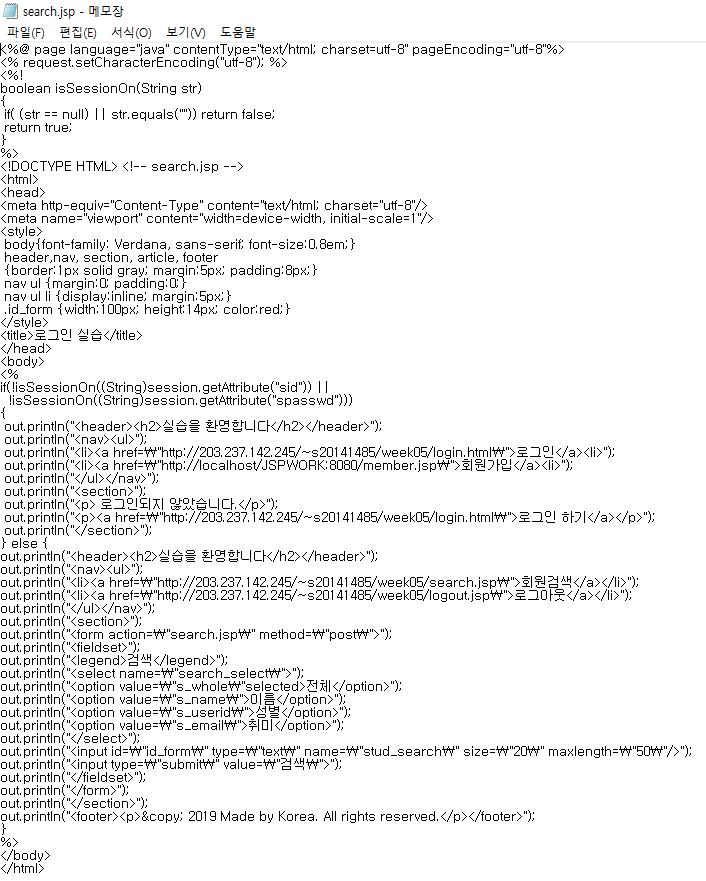 search.jsp - 메모장
파일(F) 편집(E) 서식(O) 보기(V) 도움말
<%@ page language="java" contentType="text/html; charset=utf-8" pageEncoding="utf-8"%>
<% request.setCharacterEncoding("utf-8"); %>
<%!
boolean isSessionOn(String str)
{
 if( (str == null) || str.equals("")) return false;
 return true;
}
%>
<!DOCTYPE HTML> <!-- search.jsp -->
<html>
<head>
<meta http-equiv="Content-Type" content="text/html; charset="utf-8"/>
<meta name="viewport" content="width=device-width, initial-scale=1"/>
<style>
 body{font-family: Verdana, sans-serif; font-size:0.8em;}
 header,nav, section, article, footer
 {border:1px solid gray; margin:5px; padding:8px;}
 nav ul {margin:0; padding:0;}
 nav ul li {display:inline; margin:5px;}
 .id_form {width:100px; height:14px; color:red;}
</style>
<title>로그인 실습</title>
</head>
<body>
<%
if(!isSessionOn((String)session.getAttribute("sid")) ||
  !isSessionOn((String)session.getAttribute("spasswd")))
{
 out.println("<header><h2>실습을 환영합니다</h2></header>");
 out.println("<nav><ul>");
 out.println("<li><a href=₩"http://203.237.142.245/~s20141485/week05/login.html₩">로그인</a><li>");
 out.println("<li><a href=₩"http://localhost/JSPWORK:8080/member.jsp₩">회원가입</a><li>");
 out.println("</ul></nav>");
 out.println("<section>");
 out.println("<p> 로그인되지 않았습니다.</p>");
 out.println("<p><a href=₩"http://203.237.142.245/~s20141485/week05/login.html₩">로그인 하기</a></p>");
 out.println("</section>");
} else {
out.println("<header><h2>실습을 환영합니다</h2></header>");
out.println("<nav><ul>");
out.println("<li><a href=₩"http://203.237.142.245/~s20141485/week05/search.jsp₩">회원검색</a></li>");
out.println("<li><a href=₩"http://203.237.142.245/~s20141485/week05/logout.jsp₩">로그아웃</a></li>");
out.println("</ul></nav>");
out.println("<section>");
out.println("<form action=₩"search.jsp₩" method=₩"post₩">");
out.println("<fieldset>");
out.println("<legend>검색</legend>");
out.println("<select name=₩"search_select₩">");
out.println("<option value=₩"s_whole₩"selected>전체</option>");
out.println("<option value=₩"s_name₩">이름</option>");
out.println("<option value=₩"s_userid₩">성별</option>");
out.println("<option value=₩"s_email₩">취미</option>");
out.println("</select>");
out.println("<input id=₩"id_form₩" type=₩"text₩" name=₩"stud_search₩" size=₩"20₩" maxlength=₩"50₩"/>");
out.println("<input type=₩"submit₩" value=₩"검색₩">");
out.println("</fieldset>");
out.println("</form>");
out.println("</section>");
out.println("<footer><p>&copy; 2019 Made by Korea. All rights reserved.</p></footer>");
}
%>
</body>
</html>